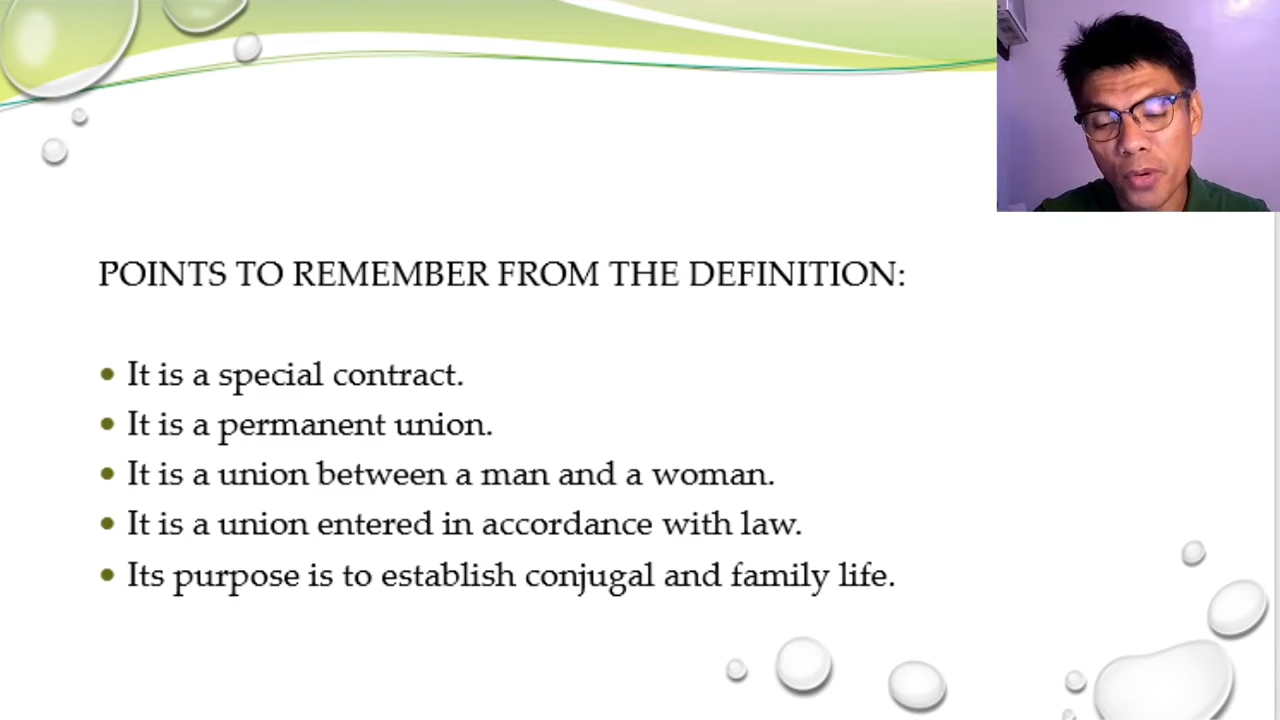 POINTS TO REMEMBER FROM THE DEFINITION:
• It is a special contract.
• It is a permanent union.
• It is a union between a man and a woman.
• It is a union entered in accordance with law.
• Its purpose is to establish conjugal and family life.